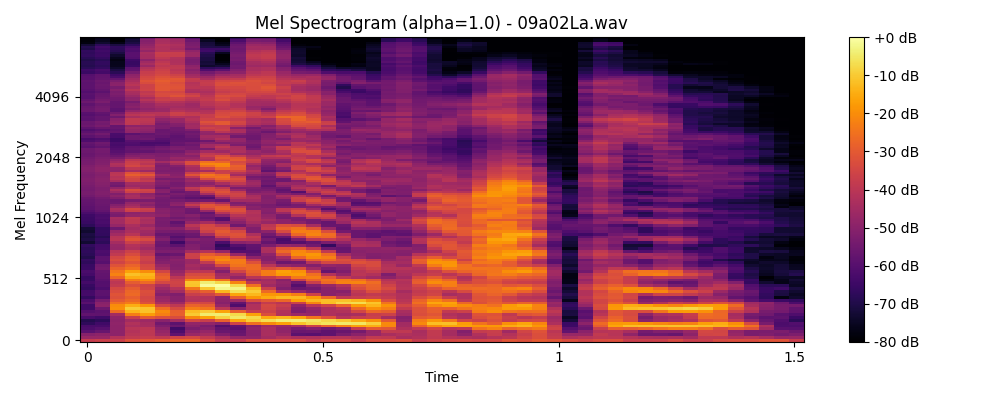 Mel Spectrogram (alpha=1.0) - 09a02La.wav
Mel Frequency
4096
2048
1024
512
0
0
0.5
1
1.5
Time
+0 dB
-10 dB
-20 dB
-30 dB
-40 dB
-50 dB
-60 dB
-70 dB
-80 dB